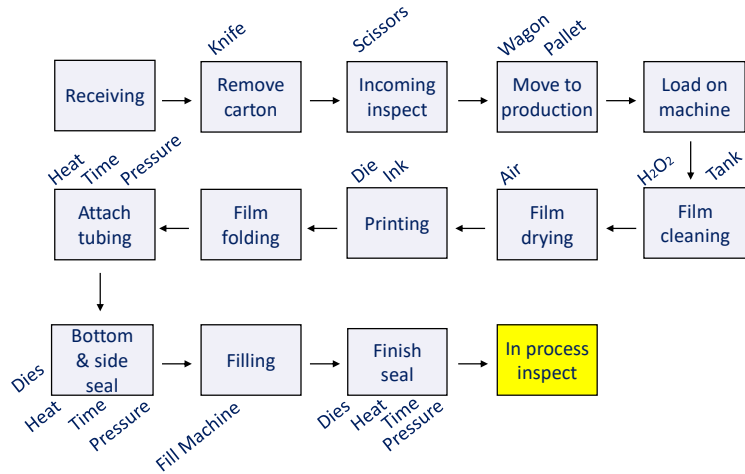 Knife
Scissors
Wagon
Pallet
Receiving
Remove
carton
Incoming
inspect
Move to
production
Load on
machine
Heat
Time
Pressure
Die
Ink
Air
H₂O₂
Tank
Attach
tubing
Film
folding
Printing
Film
drying
Film
cleaning
Bottom
& side
seal
Filling
Finish
seal
In process
inspect
Dies
Heat
Time
Pressure
Fill Machine
Dies
Heat
Time
Pressure